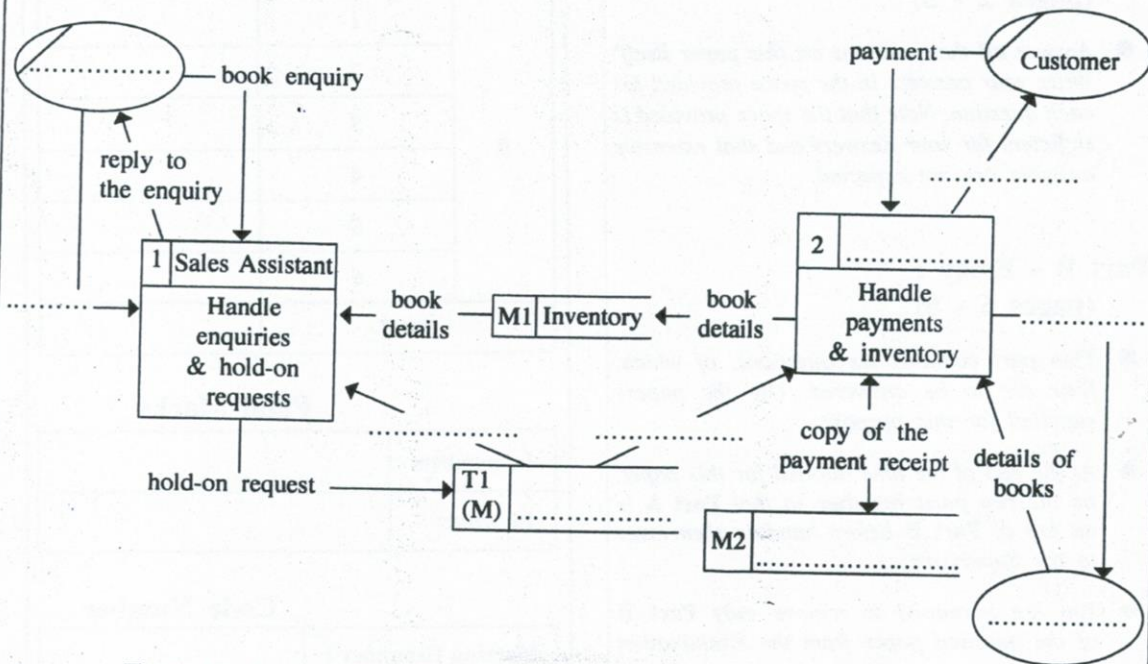 payment
Customer
....................
book enquiry
reply to
the enquiry
....................
1 Sales Assistant
Handle
enquiries
& hold-on
requests
....................
book
details
M1 Inventory
book
details
2 ....................
Handle
payments
& inventory
....................
hold-on request
....................
....................
T1
(M) ....................
copy of the
payment receipt
details of
books
M2 ....................
....................